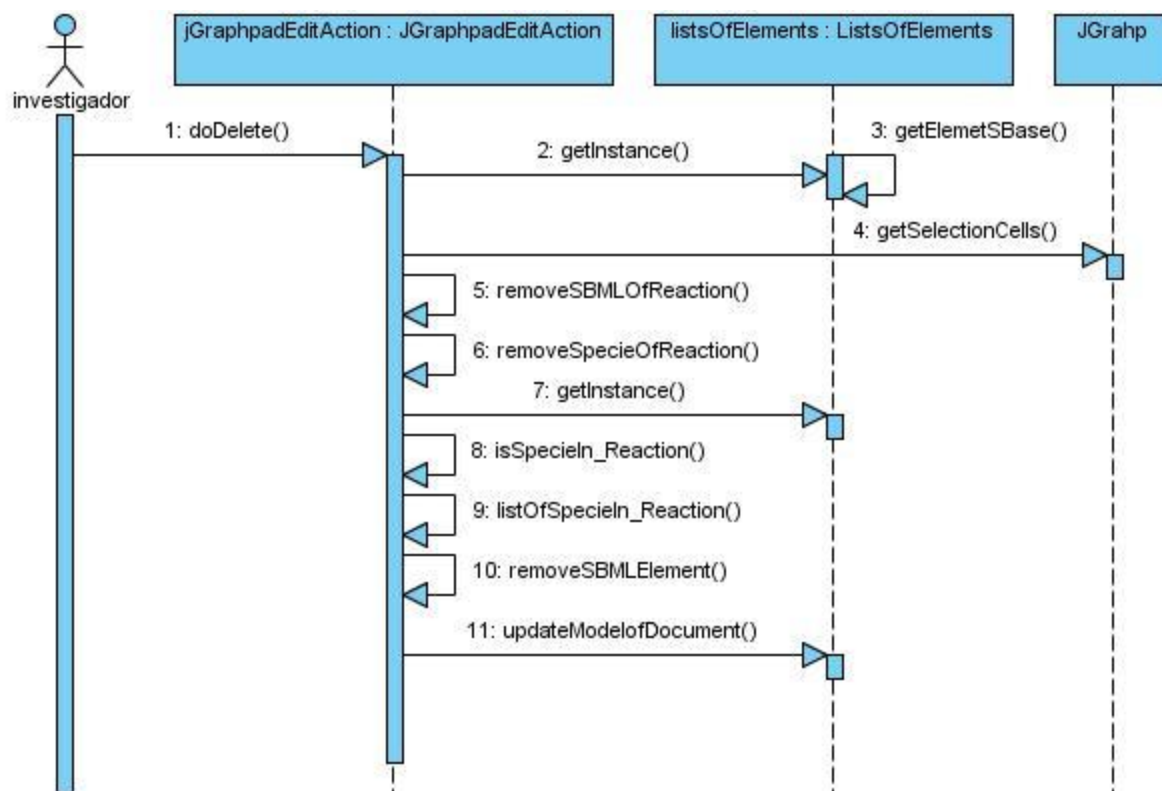 jGraphpadEditAction : JGraphpadEditAction
listsOfElements : ListsOfElements
JGrahp
investigador
1: doDelete()
2: getInstance()
3: getElemetSBase()
4: getSelectionCells()
5: removeSBMLOfReaction()
6: removeSpecieOfReaction()
7: getInstance()
8: isSpecieIn_Reaction()
9: listOfSpecieIn_Reaction()
10: removeSBMLElement()
11: updateModelofDocument()